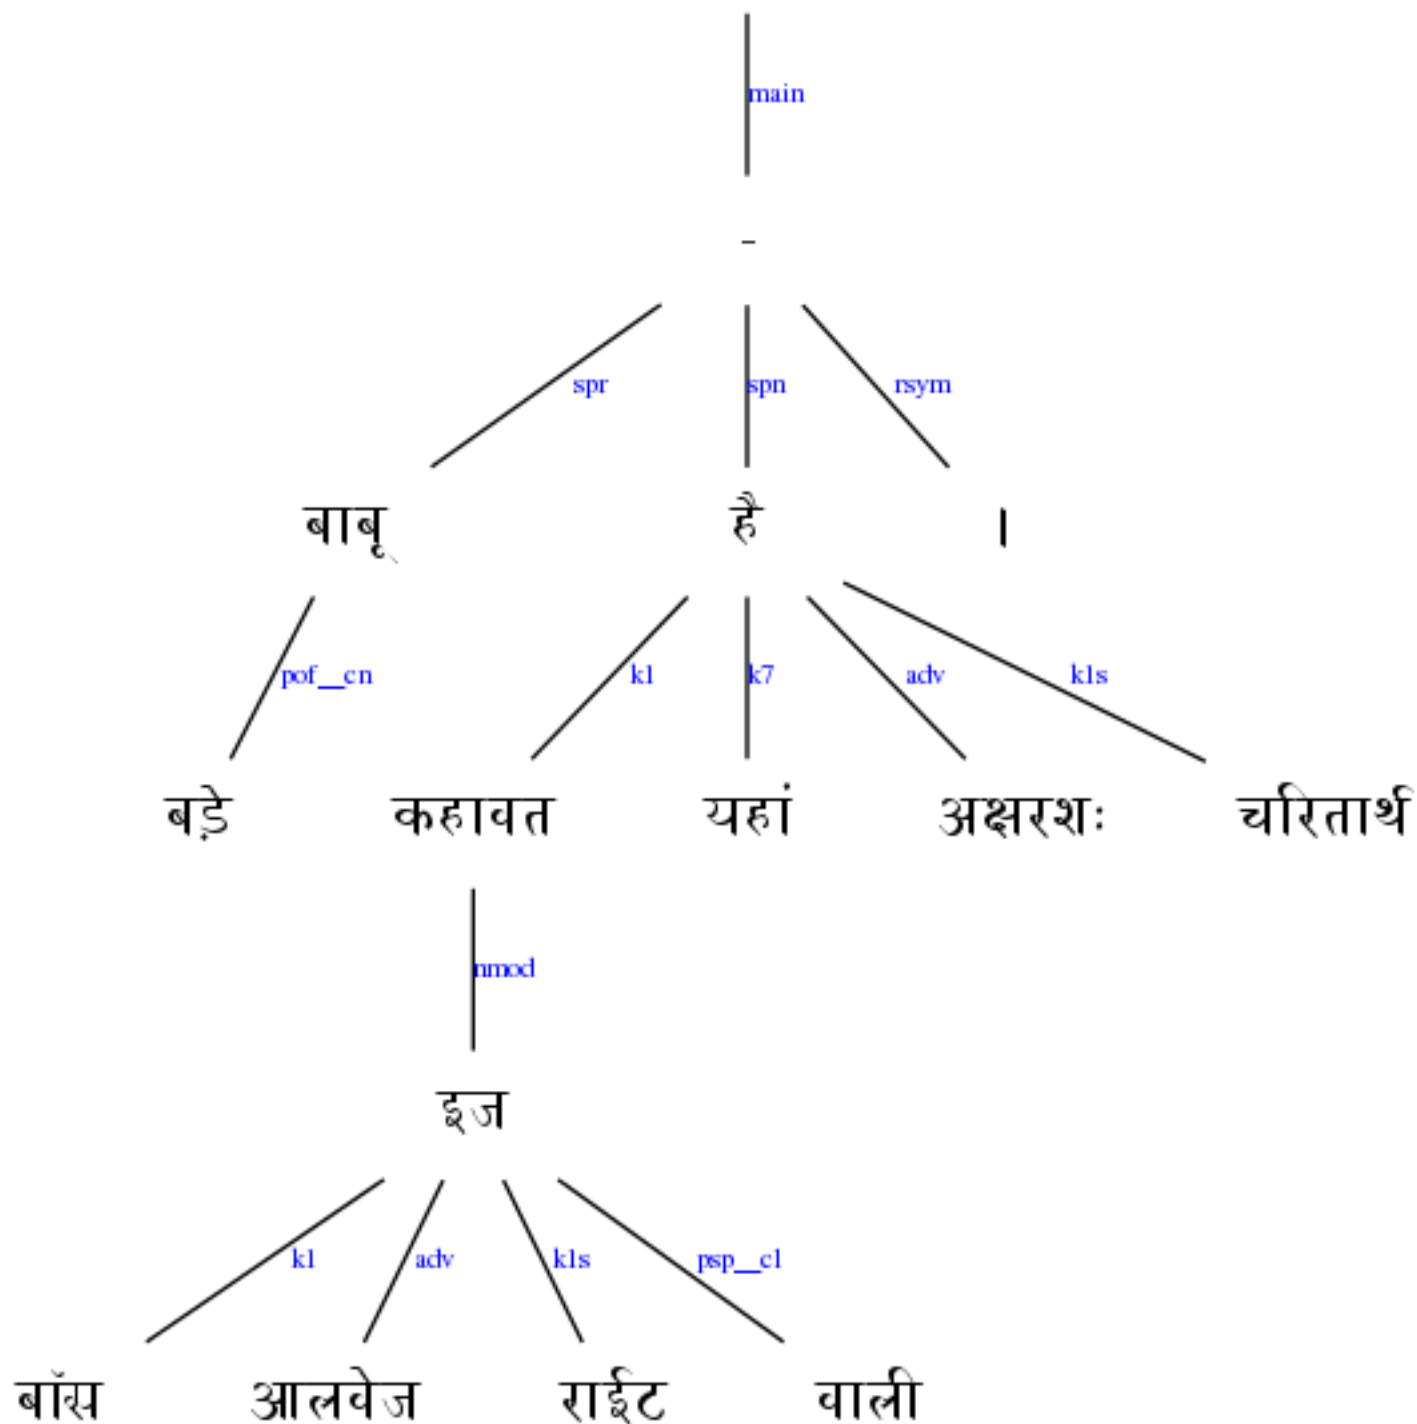 main
-
spr spn rsym
बाबू है ।
pof__cn k1 k7 adv k1s
बड़े कहावत यहां अक्षरशः चरितार्थ
nmod
इज
k1 adv k1s psp__cl
बॉस आलवेज राईट वाली